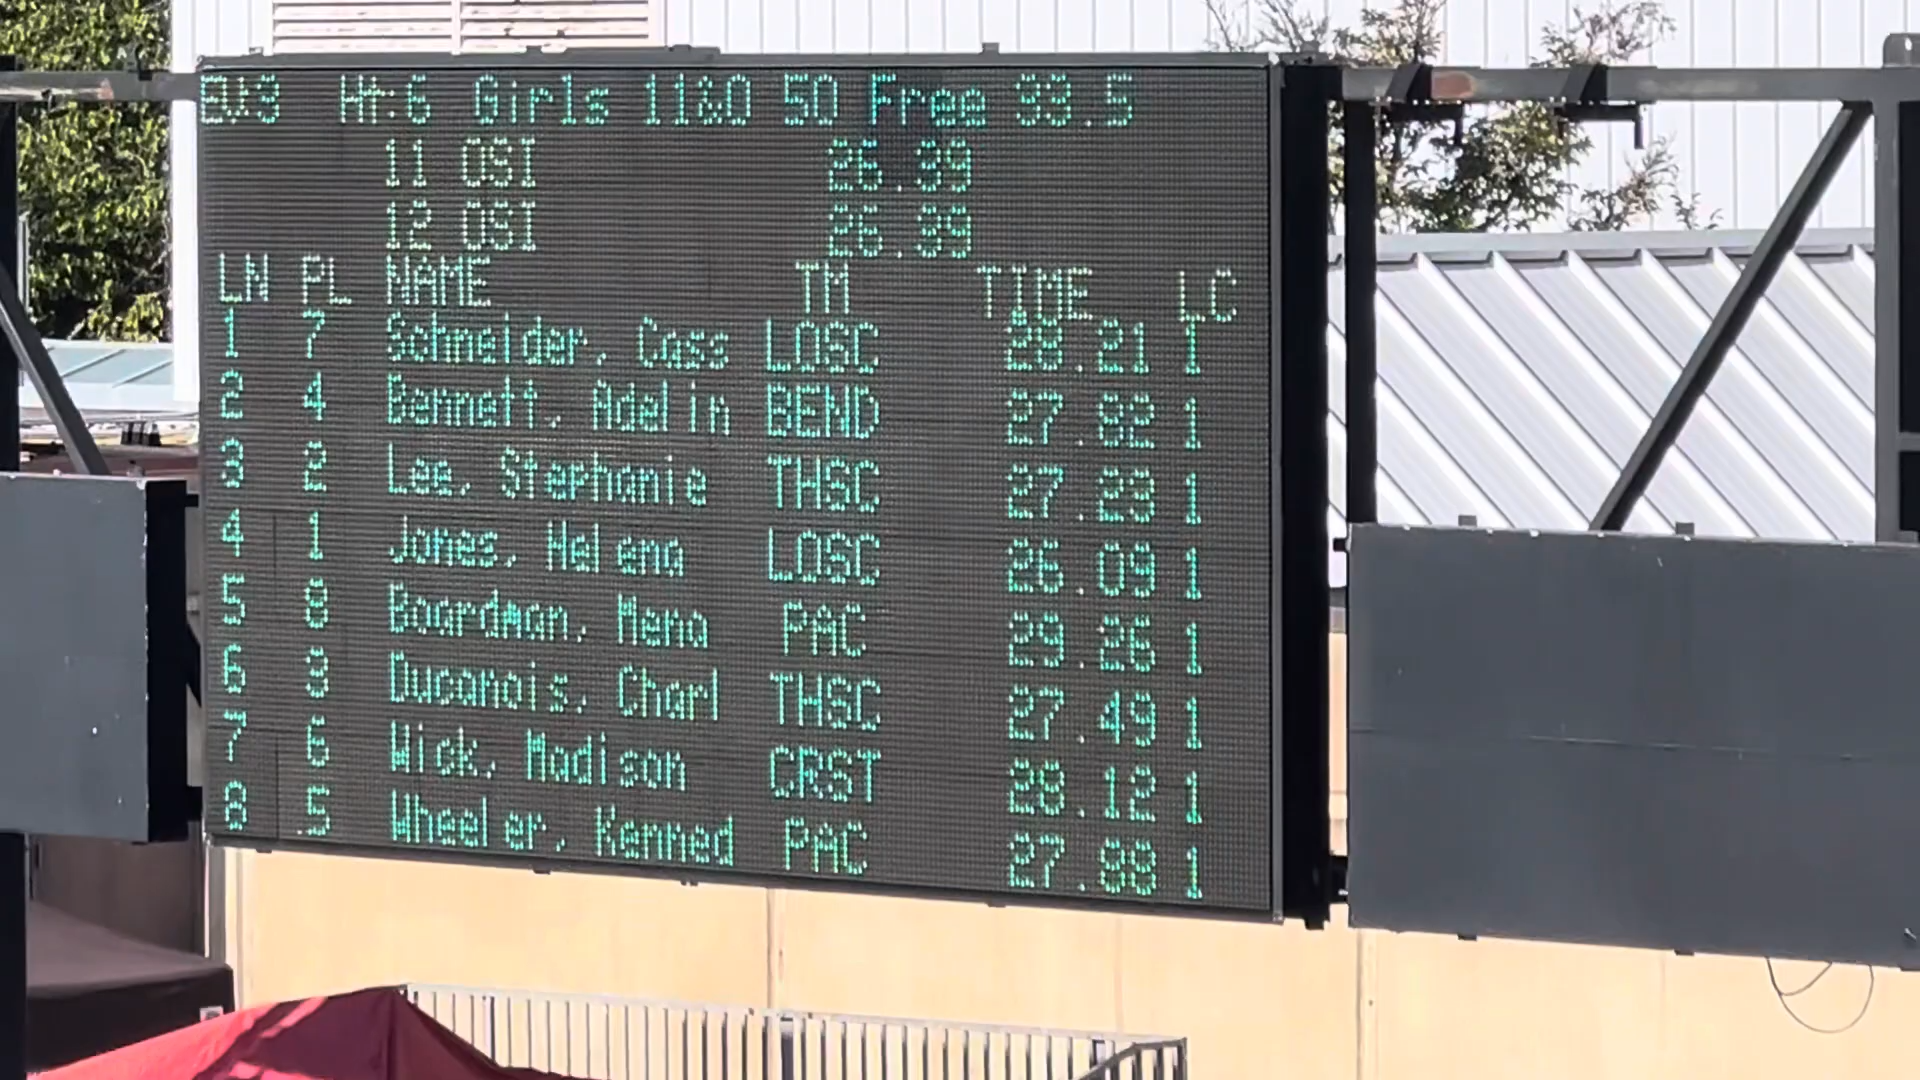 EV:3 Ht:6 Girls 11&O 50 Free 33.5
11 OSI 26.39
12 OSI 26.39
LN PL NAME TM TIME LC
1 7 Schneider, Cass LOSC 28.21 1
2 4 Bennett, Adelin BEND 27.82 1
3 2 Lee, Stephanie THSC 27.23 1
4 1 Jones, Helena LOSC 26.09 1
5 8 Boardman, Mena PAC 29.26 1
6 3 Ducanois, Charl THSC 27.49 1
7 6 Wick, Madison CRST 28.12 1
8 5 Wheeler, Kenned PAC 27.98 1